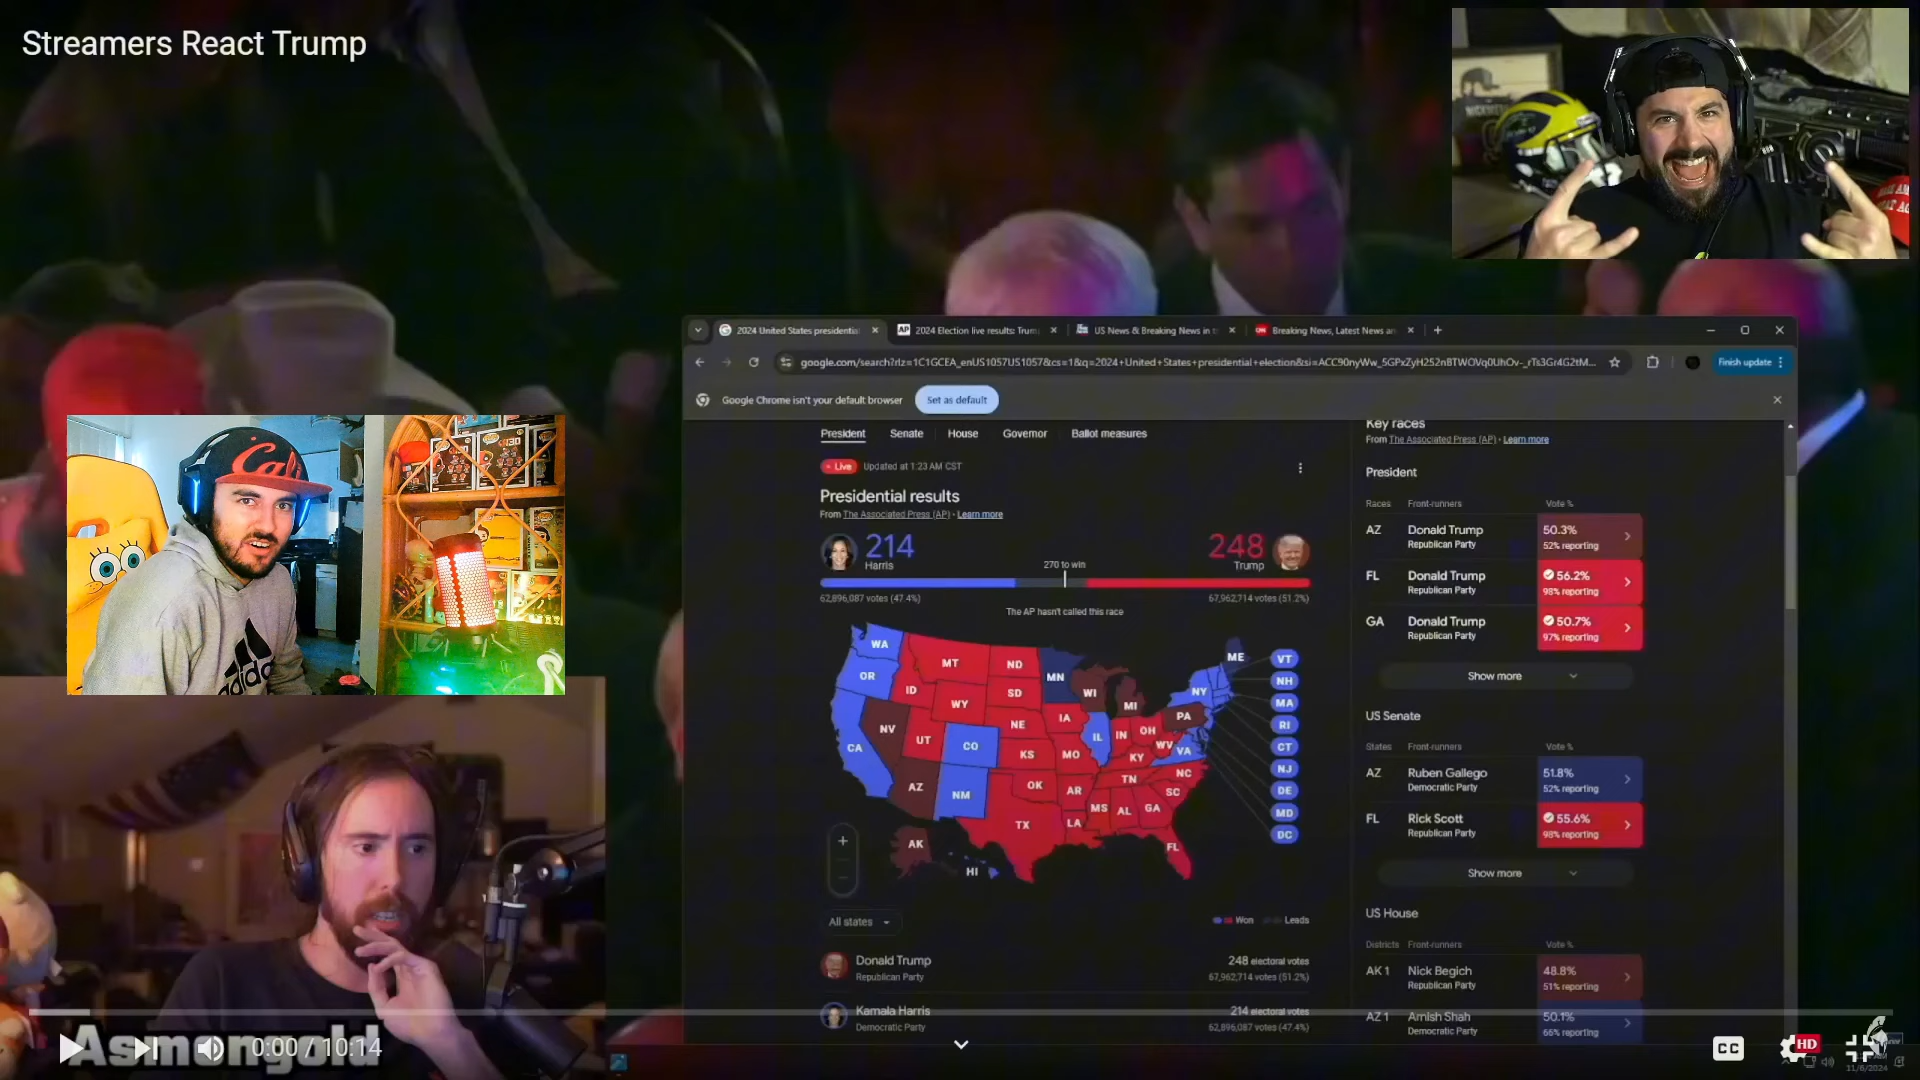 Streamers React Trump
2024 United States presidential
2024 Election live results: Trum
US News & Breaking News in t
Breaking News, Latest News an
Finish update
Google Chrome isn't your default browser
Set as default
President
Senate
House
Governor
Ballot measures
Live
Updated at 1:23 AM CST
Presidential results
From The Associated Press (AP) · Learn more
214
Harris
248
Trump
270 to win
62,896,087 votes (47.4%)
67,962,714 votes (51.2%)
The AP hasn't called this race
WA
OR
CA
NV
ID
MT
WY
UT
CO
AZ
NM
ND
SD
NE
KS
OK
TX
MN
IA
MO
AR
LA
WI
IL
MI
IN
OH
KY
TN
MS
AL
GA
FL
SC
NC
VA
WV
PA
NY
ME
AK
HI
VT
NH
MA
RI
CT
NJ
DE
MD
DC
All states
Won
Leads
Donald Trump
Republican Party
248 electoral votes
67,962,714 votes (51.2%)
Kamala Harris
Democratic Party
214 electoral votes
62,896,087 votes (47.4%)
Key races
From The Associated Press (AP) · Learn more
President
Races Front-runners Vote %
AZ Donald Trump 50.3%
Republican Party 52% reporting
FL Donald Trump 56.2%
Republican Party 98% reporting
GA Donald Trump 50.7%
Republican Party 97% reporting
Show more
US Senate
States Front-runners Vote %
AZ Ruben Gallego 51.8%
Democratic Party 52% reporting
FL Rick Scott 55.6%
Republican Party 98% reporting
Show more
US House
Districts Front-runners Vote %
AK 1 Nick Begich 48.8%
Republican Party 51% reporting
AZ 1 Amish Shah 50.1%
Democratic Party 66% reporting
Cali
adidas
Asmongold
0:00 / 10:14
CC
HD
11/6/2024